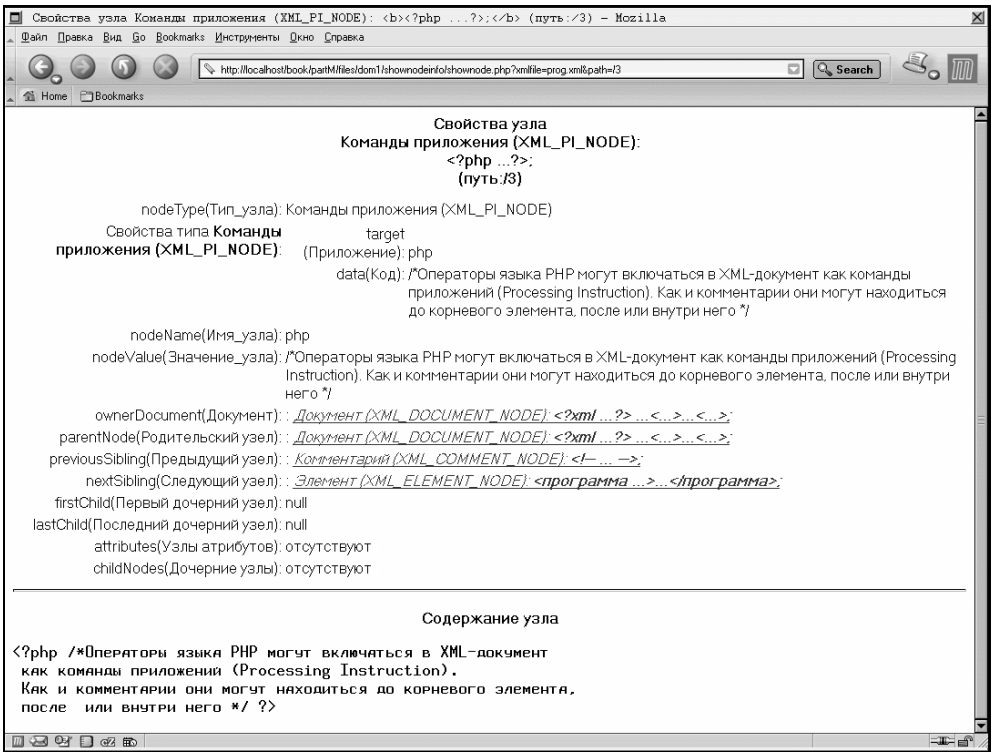 Свойства узла Команды приложения (XML_PI_NODE): <b><?php ...?>;</b> (путь:/3) - Mozilla
Файл Правка Вид Go Bookmarks Инструменты Окно Справка
http://localhost/book/partM/files/dom1/shownodeinfo/shownode.php?xmlfile=prog.xml&path=/3
Search
Home Bookmarks
Свойства узла
Команды приложения (XML_PI_NODE):
<?php ...?>;
(путь:/3)
nodeType(Тип_узла): Команды приложения (XML_PI_NODE)
Свойства типа Команды приложения (XML_PI_NODE):
target
(Приложение): php
data(Код): /*Операторы языка PHP могут включаться в XML-документ как команды
приложений (Processing Instruction). Как и комментарии они могут находиться
до корневого элемента, после или внутри него */
nodeName(Имя_узла): php
nodeValue(Значение_узла): /*Операторы языка PHP могут включаться в XML-документ как команды приложений (Processing
Instruction). Как и комментарии они могут находиться до корневого элемента, после или внутри
него */
ownerDocument(Документ): : Документ (XML_DOCUMENT_NODE): <?xml ...?> ...<...>...<...>;
parentNode(Родительский узел): : Документ (XML_DOCUMENT_NODE): <?xml ...?> ...<...>...<...>;
previousSibling(Предыдущий узел): : Комментарий (XML_COMMENT_NODE): <!-- ... -->;
nextSibling(Следующий узел): : Элемент (XML_ELEMENT_NODE): <программа ...>...</программа>;
firstChild(Первый дочерний узел): null
lastChild(Последний дочерний узел): null
attributes(Узлы атрибутов): отсутствуют
childNodes(Дочерние узлы): отсутствуют
Содержание узла
<?php /*Операторы языка PHP могут включаться в XML-документ
как команды приложений (Processing Instruction).
Как и комментарии они могут находиться до корневого элемента,
после или внутри него */ ?>